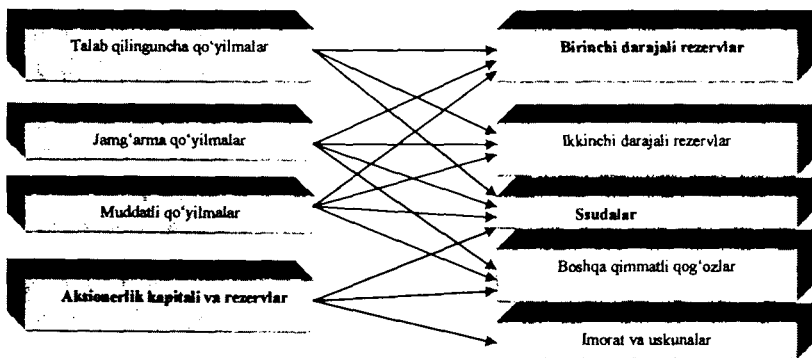 Talab qilinguncha qo‘yilmalar
Jamg‘arma qo‘yilmalar
Muddatli qo‘yilmalar
Aksionerlik kapitali va rezervlar
Birinchi darajali rezervlar
Ikkinchi darajali rezervlar
Ssudalar
Boshqa qimmatli qog‘ozlar
Imorat va uskunalar